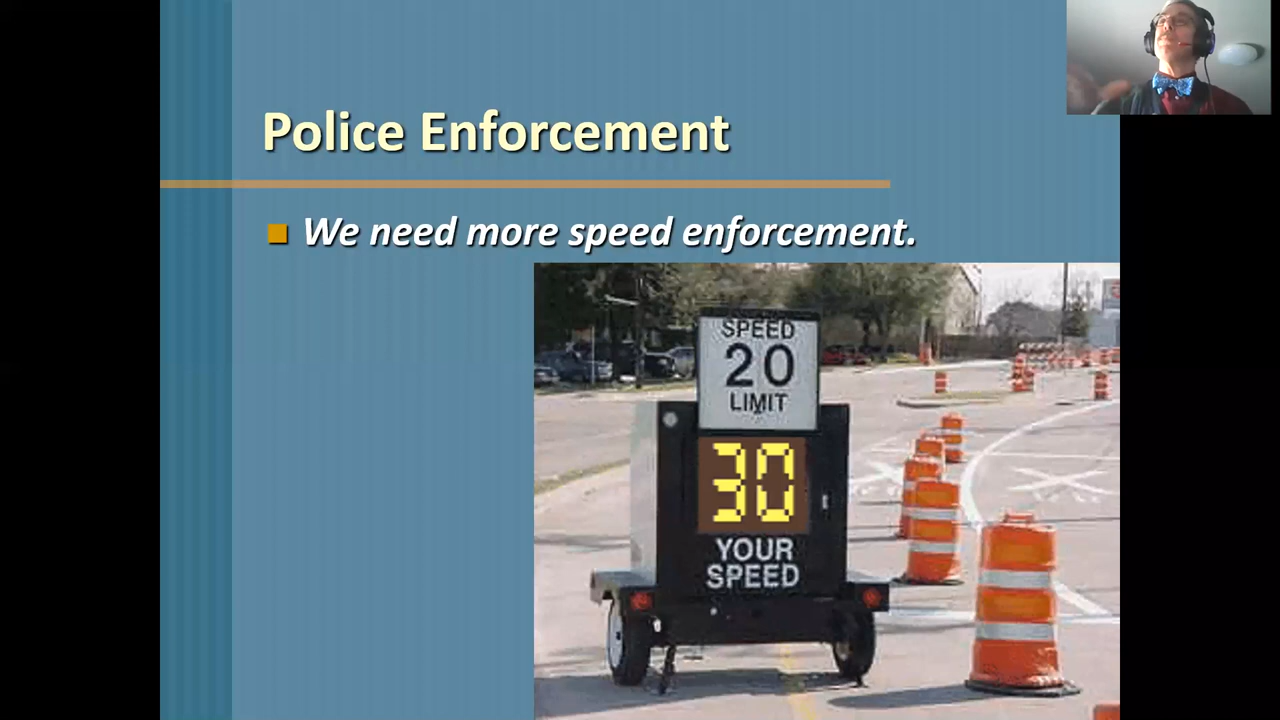 Police Enforcement
We need more speed enforcement.
SPEED
20
LIMIT
30
YOUR
SPEED